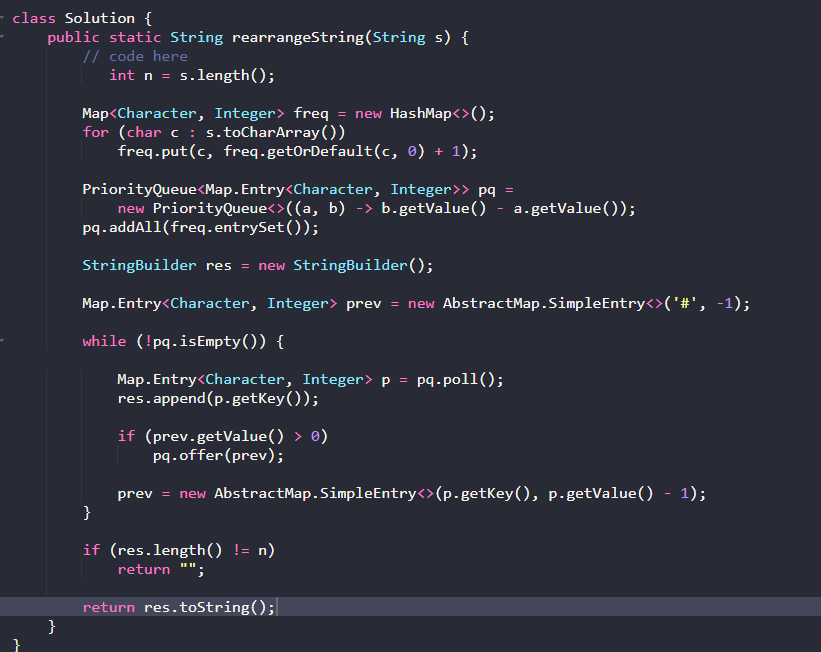 class Solution {
    public static String rearrangeString(String s) {
        // code here
           int n = s.length();

        Map<Character, Integer> freq = new HashMap<>();
        for (char c : s.toCharArray())
            freq.put(c, freq.getOrDefault(c, 0) + 1);

        PriorityQueue<Map.Entry<Character, Integer>> pq =
            new PriorityQueue<>((a, b) -> b.getValue() - a.getValue());
        pq.addAll(freq.entrySet());

        StringBuilder res = new StringBuilder();

        Map.Entry<Character, Integer> prev = new AbstractMap.SimpleEntry<>('#', -1);

        while (!pq.isEmpty()) {

            Map.Entry<Character, Integer> p = pq.poll();
            res.append(p.getKey());

            if (prev.getValue() > 0)
                pq.offer(prev);

            prev = new AbstractMap.SimpleEntry<>(p.getKey(), p.getValue() - 1);
        }

        if (res.length() != n)
            return "";

        return res.toString();
    }
}